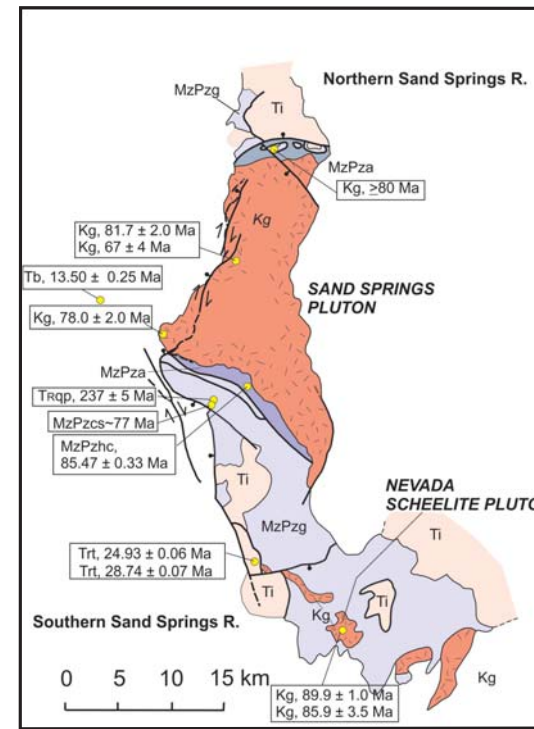 Northern Sand Springs R.
MzPzg
Ti
MzPza
Kg, ≥80 Ma
Kg
Kg, 81.7 ± 2.0 Ma
Kg, 67 ± 4 Ma
Tb, 13.50 ± 0.25 Ma
SAND SPRINGS
PLUTON
Kg, 78.0 ± 2.0 Ma
MzPza
TRqp, 237 ± 5 Ma
MzPzcs~77 Ma
MzPzhc,
85.47 ± 0.33 Ma
Ti
NEVADA
SCHEELITE PLUTO
MzPzg
Ti
Trt, 24.93 ± 0.06 Ma
Trt, 28.74 ± 0.07 Ma
Ti
Ti
Kg
Southern Sand Springs R.
Kg
0 5 10 15 km
Kg, 89.9 ± 1.0 Ma
Kg, 85.9 ± 3.5 Ma